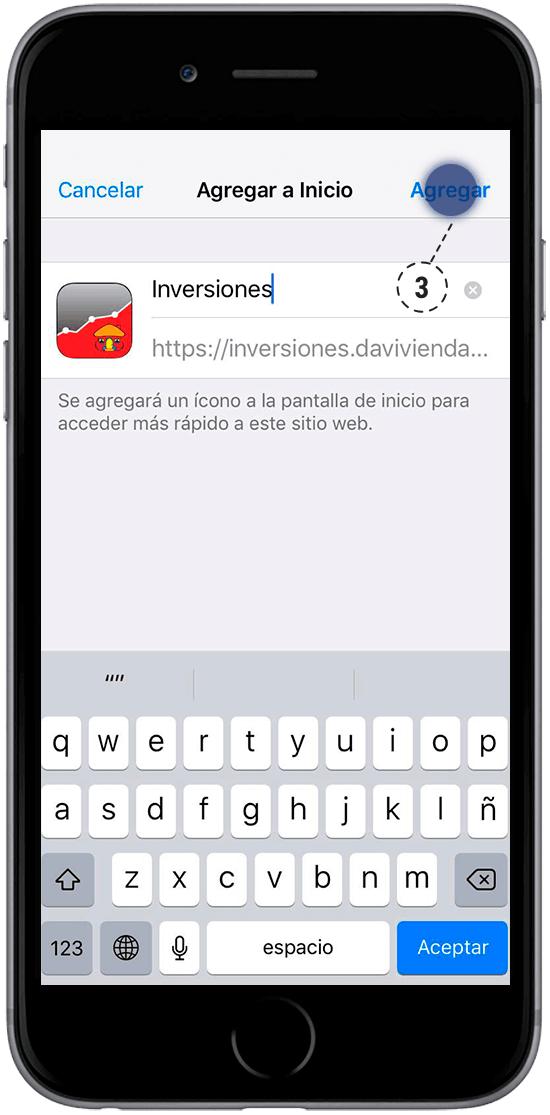 Cancelar Agregar a Inicio Agregar
Inversiones
3
https://inversiones.davivienda...
Se agregará un ícono a la pantalla de inicio para
acceder más rápido a este sitio web.
""
q w e r t y u i o p
a s d f g h j k l ñ
z x c v b n m
123 espacio Aceptar